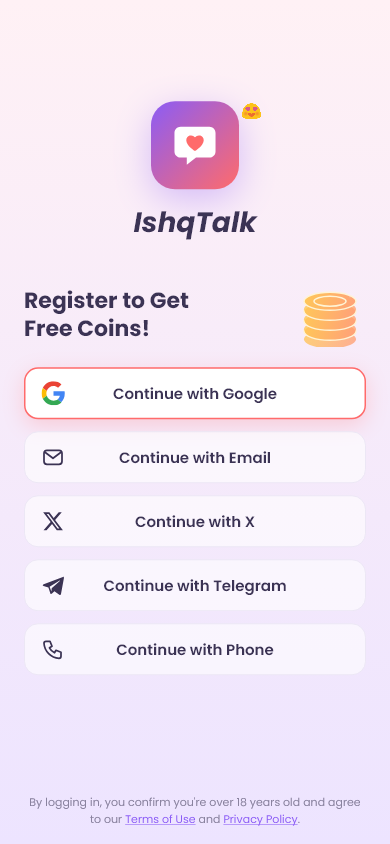 IshqTalk
Register to Get
Free Coins!
Continue with Google
Continue with Email
Continue with X
Continue with Telegram
Continue with Phone
By logging in, you confirm you're over 18 years old and agree
to our Terms of Use and Privacy Policy.